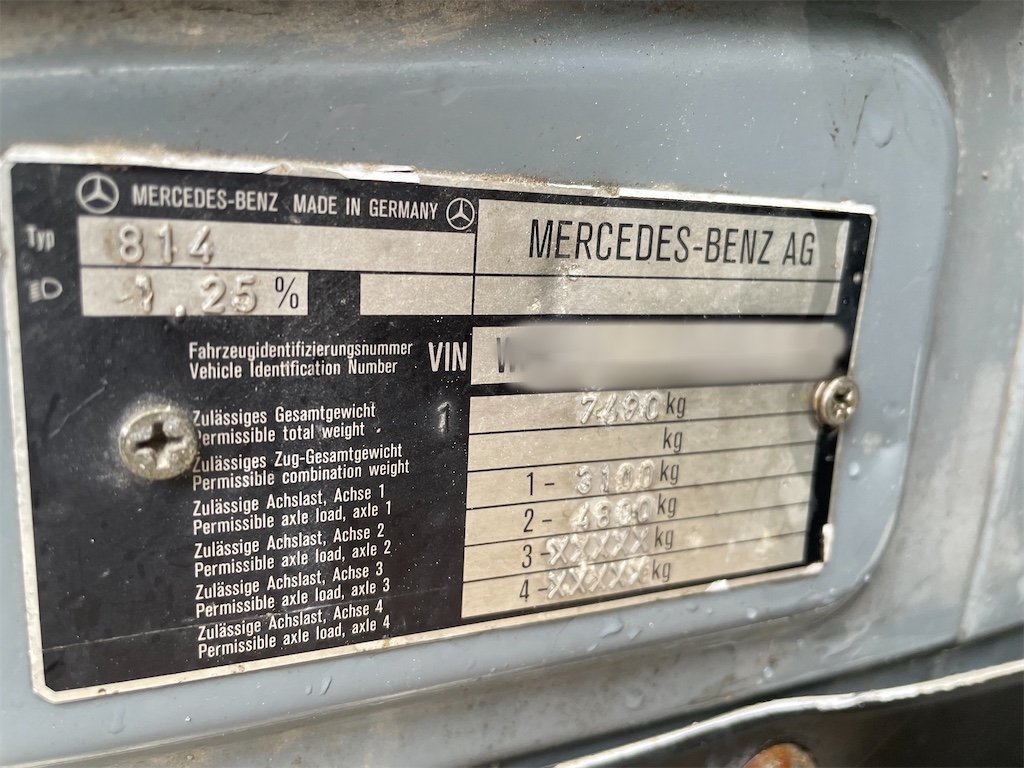 MERCEDES-BENZ MADE IN GERMANY
Typ 814
MERCEDES-BENZ AG
-1,25 %
Fahrzeugidentifizierungsnummer
Vehicle Identification Number
VIN W
Zulässiges Gesamtgewicht
Permissible total weight
1 7490 kg
Zulässiges Zug-Gesamtgewicht
Permissible combination weight
kg
Zulässige Achslast, Achse 1
Permissible axle load, axle 1
1 - 3100 kg
Zulässige Achslast, Achse 2
Permissible axle load, axle 2
2 - 4800 kg
Zulässige Achslast, Achse 3
Permissible axle load, axle 3
3 - XXXXX kg
Zulässige Achslast, Achse 4
Permissible axle load, axle 4
4 - XXXXX kg